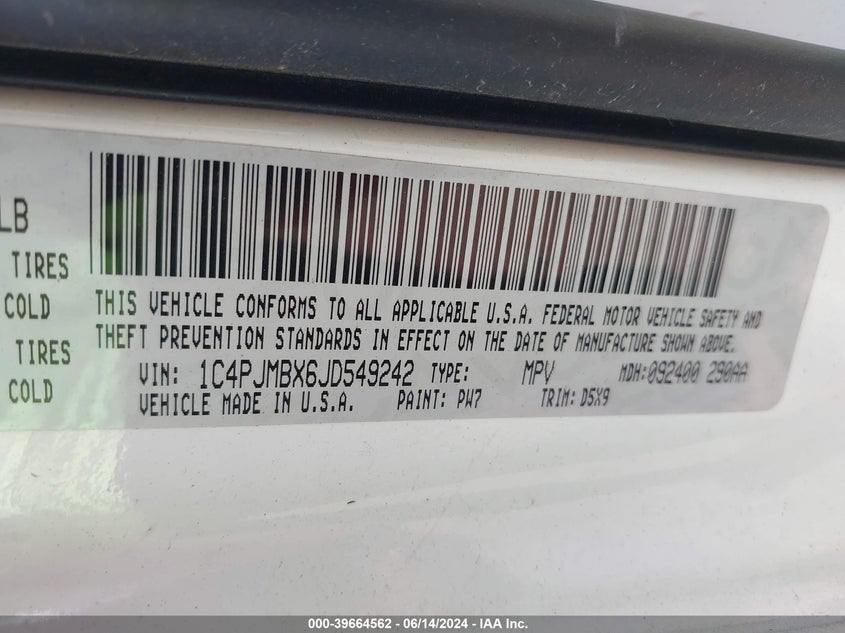 LB
TIRES
COLD
TIRES
COLD
THIS VEHICLE CONFORMS TO ALL APPLICABLE U.S.A. FEDERAL MOTOR VEHICLE SAFETY AND
THEFT PREVENTION STANDARDS IN EFFECT ON THE DATE OF MANUFACTURE SHOWN ABOVE.
VIN: 1C4PJMBX6JD549242 TYPE: MPV MDH:092400 290AA
VEHICLE MADE IN U.S.A. PAINT: PW7 TRIM: D5X9
000-39664562 / 06/14/2024 - IAA Inc.